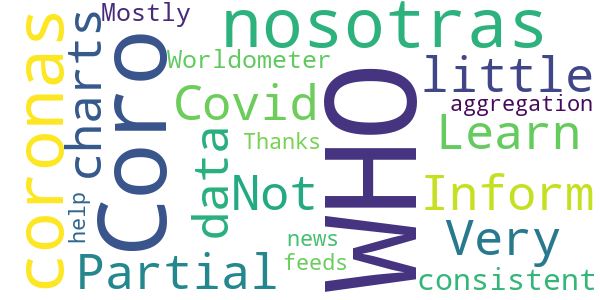 Mostly
nosotras
coronas
charts
Coro
Worldometer
WHO
little
Covid
aggregation
Learn
data
Thanks
help
Not
Inform
Partial
news
feeds
Very
consistent